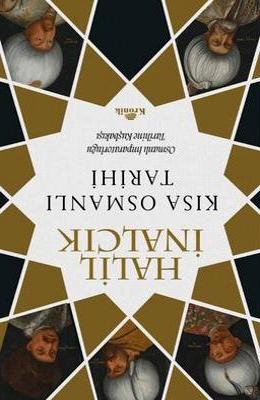 HALİL
İNALCIK
KISA OSMANLI
TARİHİ
Osmanlı İmparatorluğu
Tarihine Kuşbakışı
Kronik